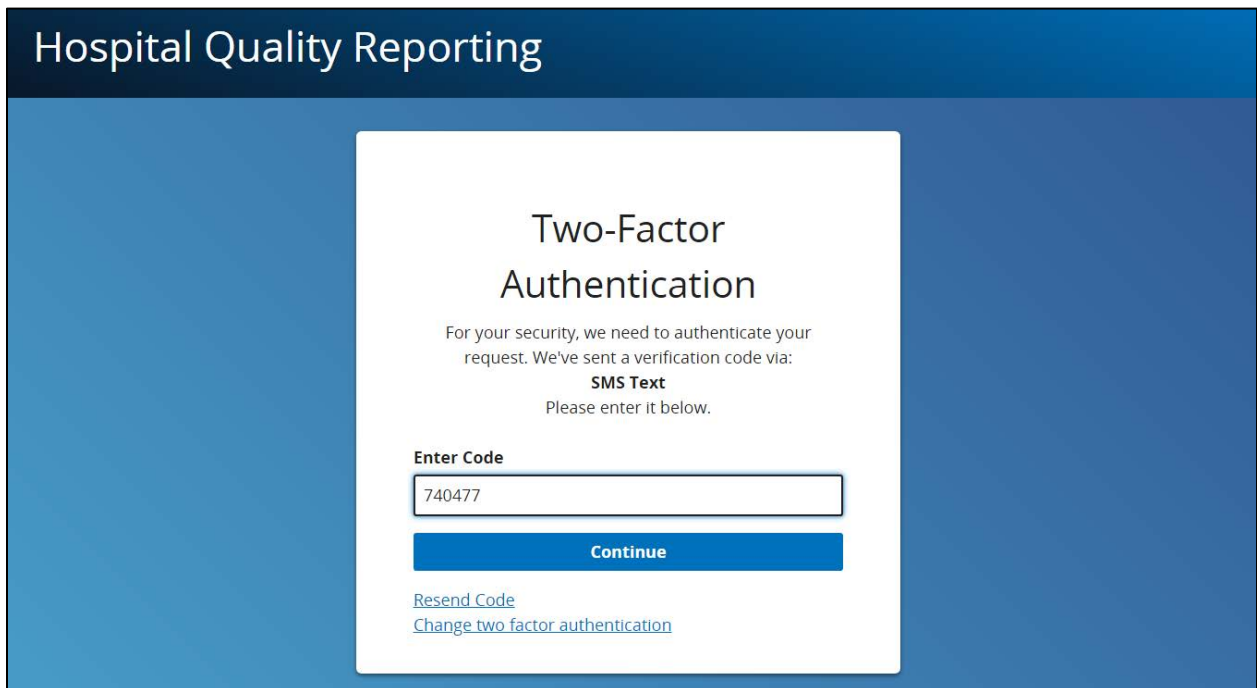 Hospital Quality Reporting
Two-Factor
Authentication
For your security, we need to authenticate your
request. We've sent a verification code via:
SMS Text
Please enter it below.
Enter Code
740477
Continue
Resend Code
Change two factor authentication